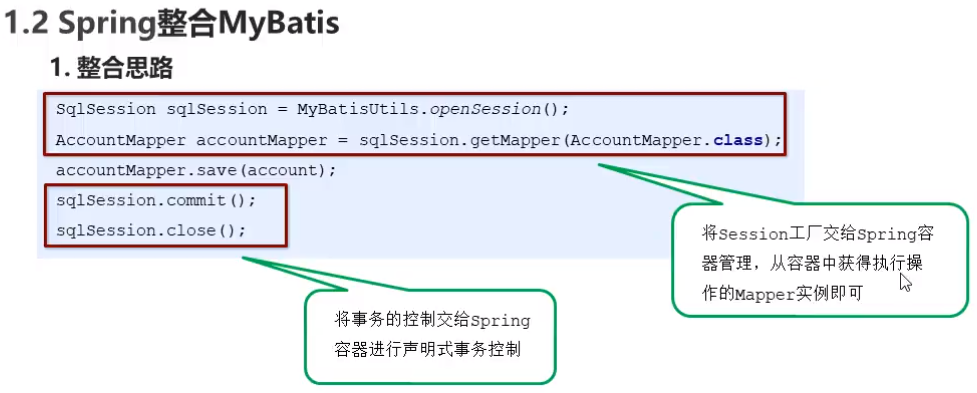 1.2 Spring整合MyBatis
1. 整合思路
SqlSession sqlSession = MyBatisUtils.openSession();
AccountMapper accountMapper = sqlSession.getMapper(AccountMapper.class);
accountMapper.save(account);
sqlSession.commit();
sqlSession.close();
将Session工厂交给Spring容
器管理，从容器中获得执行操
作的Mapper实例即可
将事务的控制交给Spring
容器进行声明式事务控制